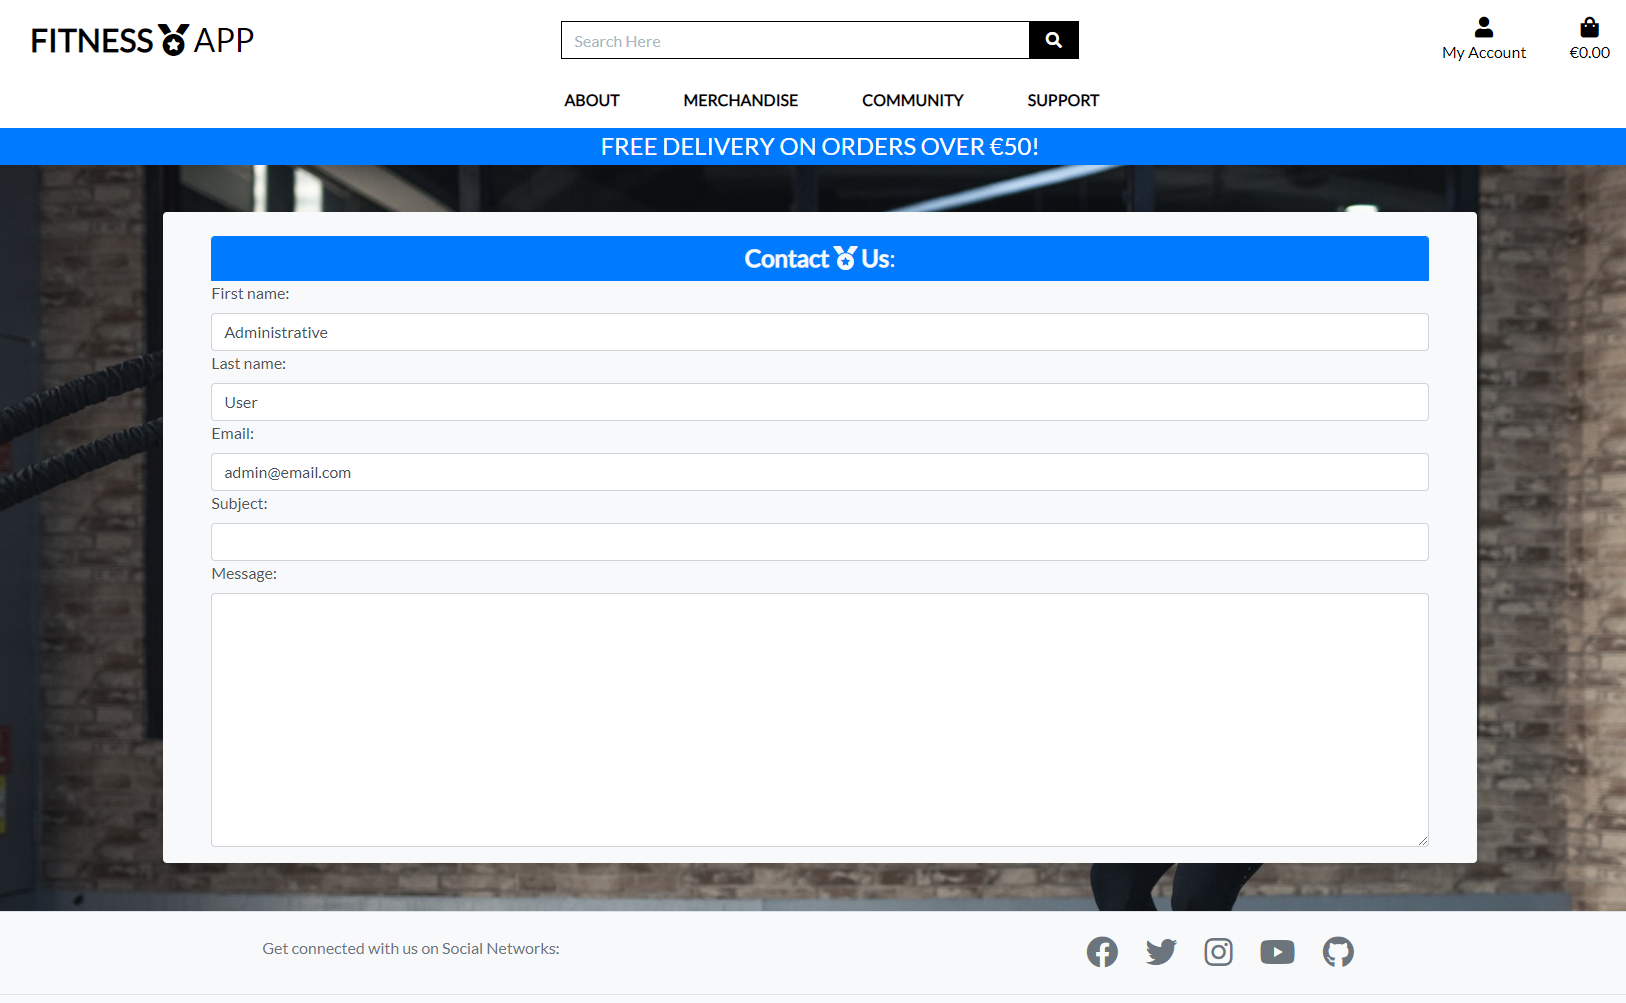 FITNESS APP
Search Here
My Account
€0.00
ABOUT MERCHANDISE COMMUNITY SUPPORT
FREE DELIVERY ON ORDERS OVER €50!
Contact Us:
First name:
Administrative
Last name:
User
Email:
admin@email.com
Subject:
Message:
Get connected with us on Social Networks: